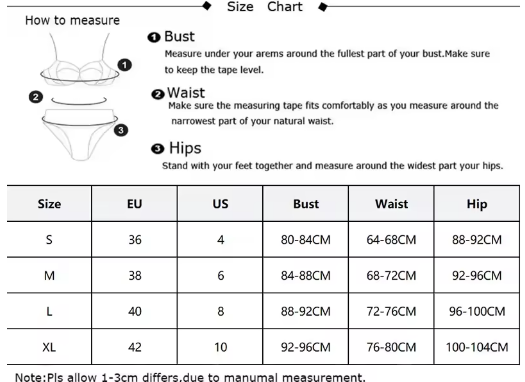 Size Chart
How to measure
1 Bust
Measure under your arems around the fullest part of your bust.Make sure
to keep the tape level.
2 Waist
Make sure the measuring tape fits comfortably as you measure around the
narrowest part of your natural waist.
3 Hips
Stand with your feet together and measure around the widest part your hips.
1
2
3
Size EU US Bust Waist Hip
S 36 4 80-84CM 64-68CM 88-92CM
M 38 6 84-88CM 68-72CM 92-96CM
L 40 8 88-92CM 72-76CM 96-100CM
XL 42 10 92-96CM 76-80CM 100-104CM
Note:Pls allow 1-3cm differs.due to manumal measurement.